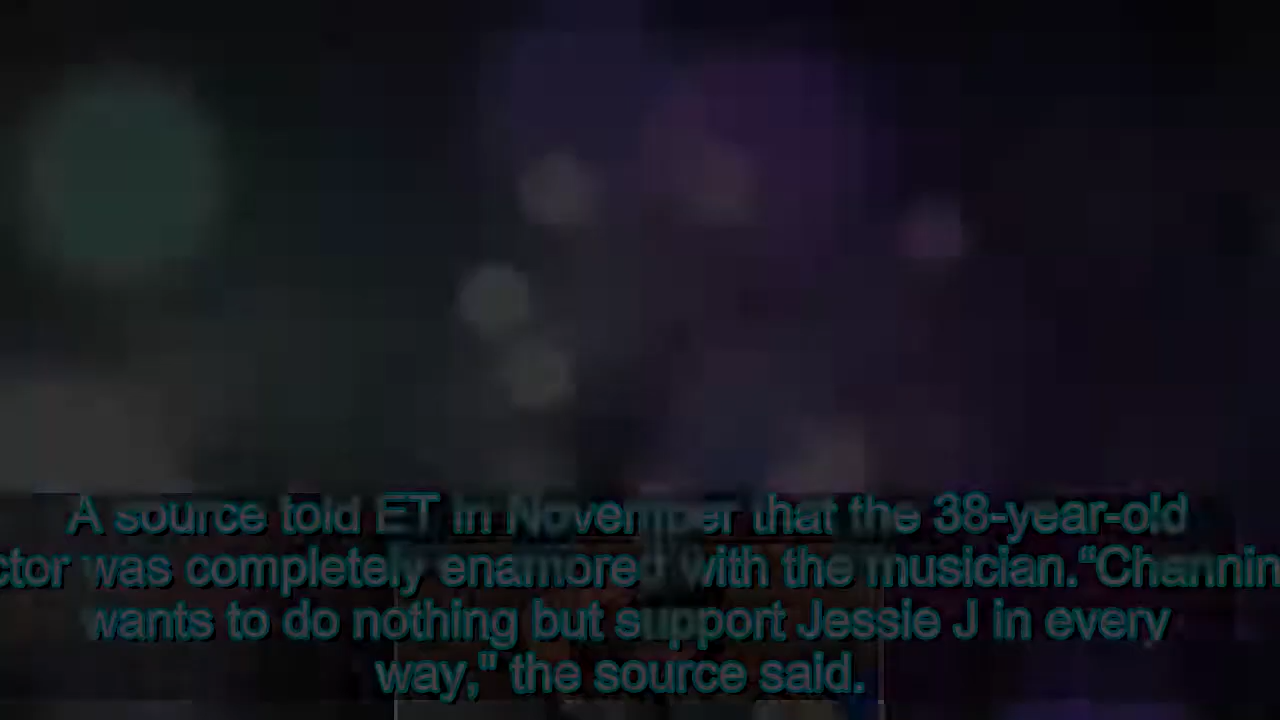 A source told ET in November that the 38-year-old
ctor was completely enamored with the musician.“Channin
wants to do nothing but support Jessie J in every
way," the source said.